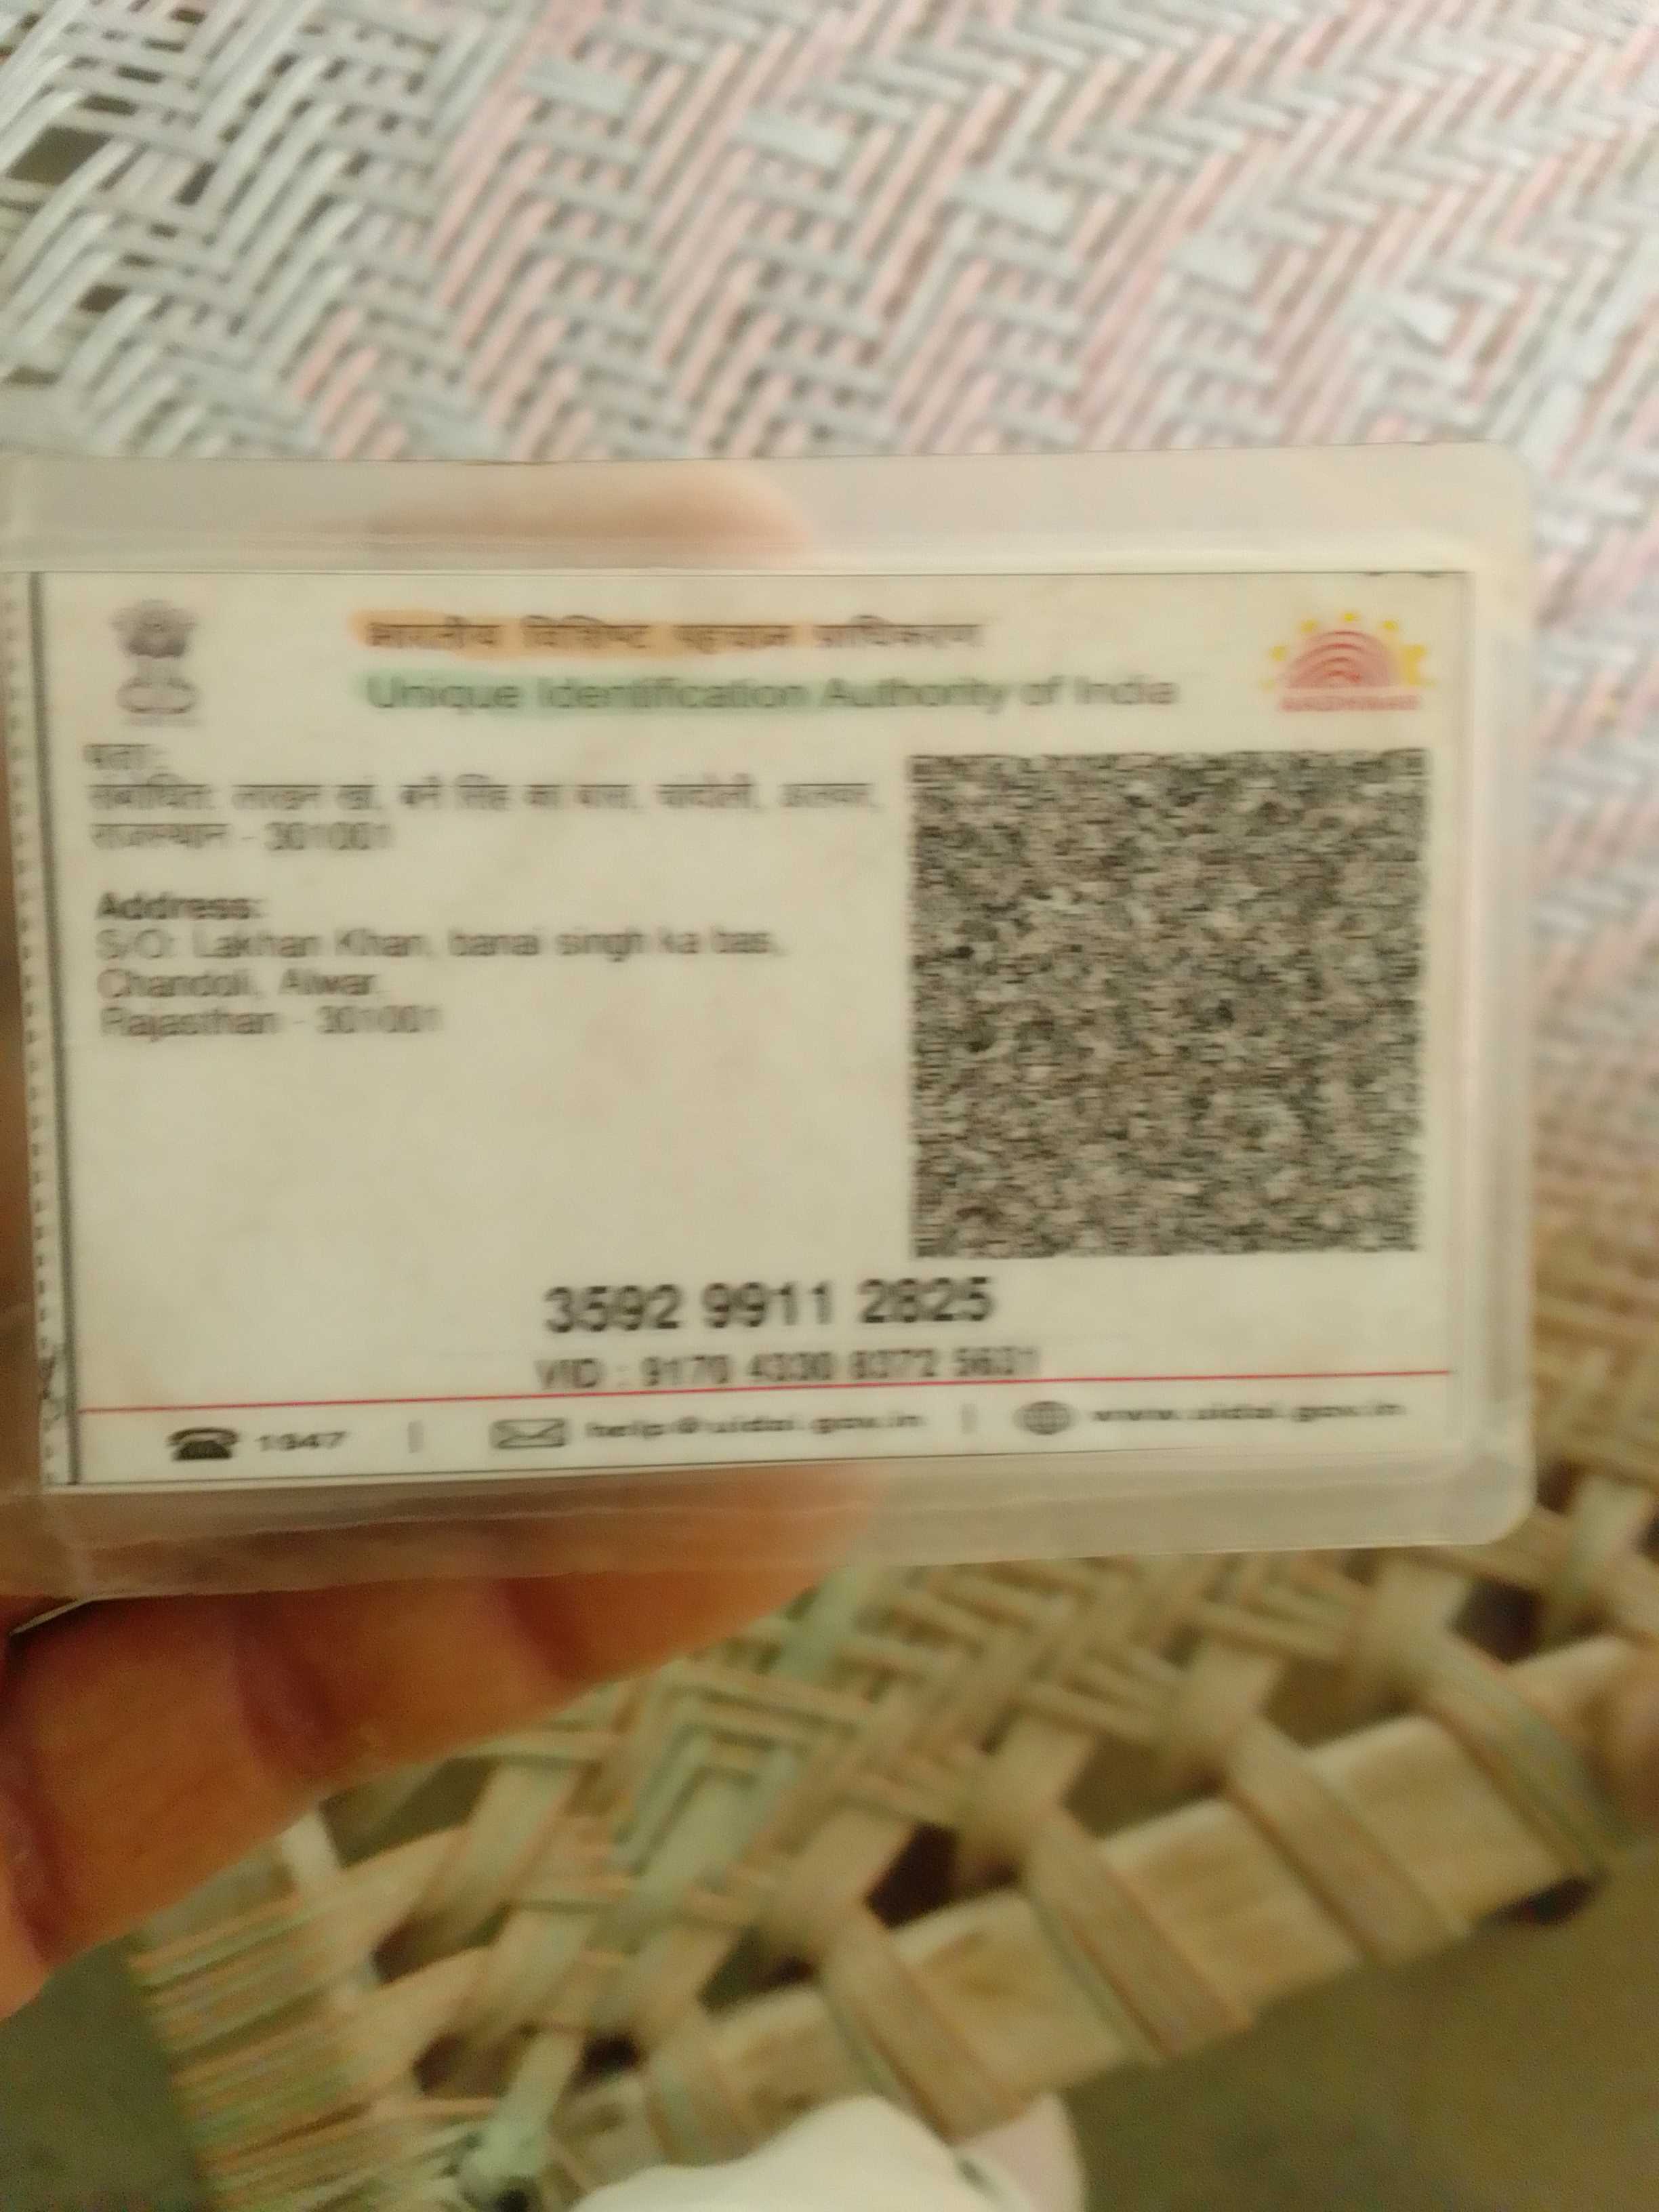 भारतीय विशिष्ट पहचान प्राधिकरण
Unique Identification Authority of India
AADHAAR
पता:
संबोधित: लाखन खां, बनै सिंह का बास, चांदोली, अलवर,
राजस्थान - 301001
Address:
S/O: Lakhan Khan, banai singh ka bas,
Chandoli, Alwar,
Rajasthan - 301001
3592 9911 2825
VID : 9170 4330 8372
1947 | help@uidai.gov.in | www.uidai.gov.in